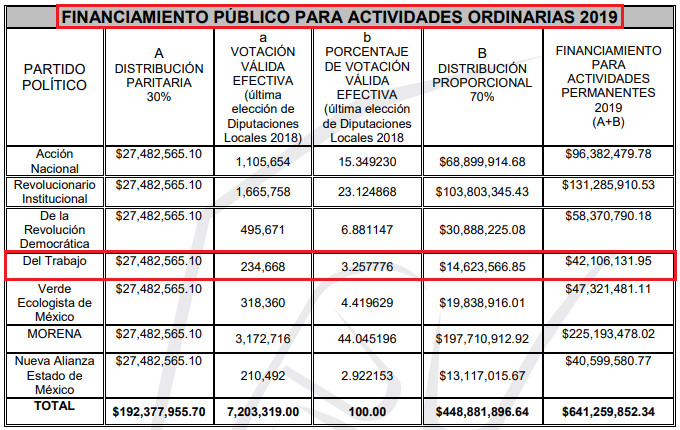 FINANCIAMIENTO PÚBLICO PARA ACTIVIDADES ORDINARIAS 2019
PARTIDO
POLÍTICO
A
DISTRIBUCIÓN
PARITARIA
30%
a
VOTACIÓN
VÁLIDA
EFECTIVA
(última
elección de
Diputaciones
Locales 2018)
b
PORCENTAJE
DE VOTACIÓN
VÁLIDA
EFECTIVA
(última elección
de Diputaciones
Locales 2018
B
DISTRIBUCIÓN
PROPORCIONAL
70%
FINANCIAMIENTO
PARA
ACTIVIDADES
PERMANENTES
2019
(A+B)
Acción
Nacional
$27,482,565.10
1,105,654
15.349230
$68,899,914.68
$96,382,479.78
Revolucionario
Institucional
$27,482,565.10
1,665,758
23.124868
$103,803,345.43
$131,285,910.53
De la
Revolución
Democrática
$27,482,565.10
495,671
6.881147
$30,888,225.08
$58,370,790.18
Del Trabajo
$27,482,565.10
234,668
3.257776
$14,623,566.85
$42,106,131.95
Verde
Ecologista de
México
$27,482,565.10
318,360
4.419629
$19,838,916.01
$47,321,481.11
MORENA
$27,482,565.10
3,172,716
44.045196
$197,710,912.92
$225,193,478.02
Nueva Alianza
Estado de
México
$27,482,565.10
210,492
2.922153
$13,117,015.67
$40,599,580.77
TOTAL
$192,377,955.70
7,203,319.00
100.00
$448,881,896.64
$641,259,852.34